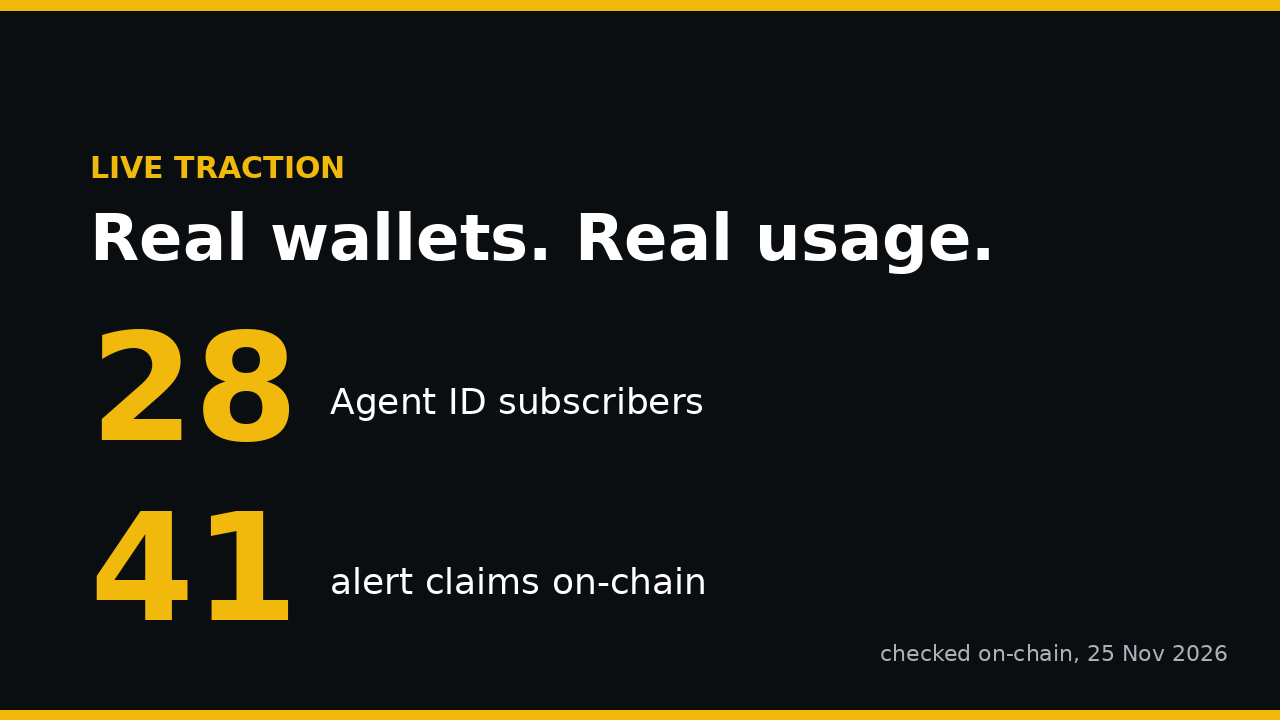 LIVE TRACTION
Real wallets. Real usage.
28 Agent ID subscribers
41 alert claims on-chain
checked on-chain, 25 Nov 2026